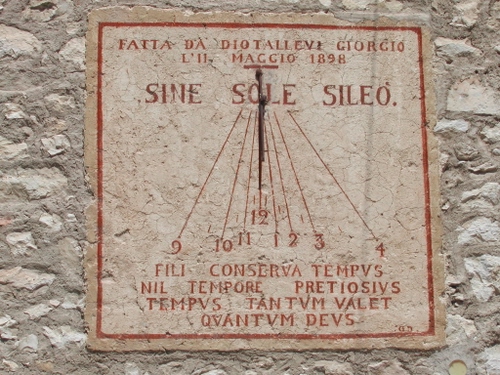 FATTA DA DIOTALLEVI GIORGIO
L'11 MAGGIO 1898
SINE SOLE SILEO.
12
9 10 11 1 2 3 4
FILI CONSERVA TEMPVS
NIL TEMPORE PRETIOSIVS
TEMPVS TANTVM VALET
QVANTVM DEVS